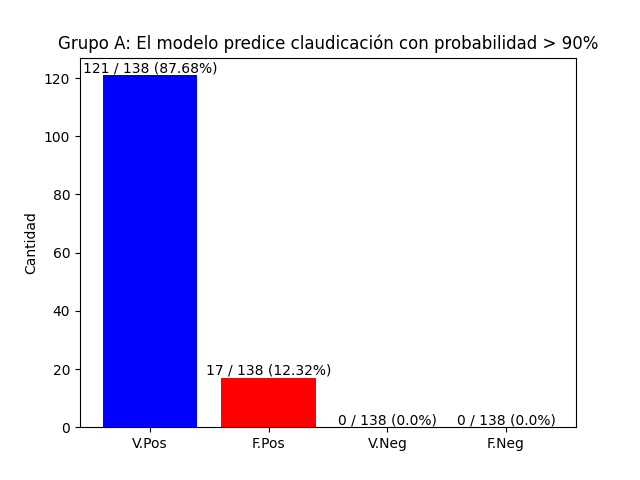 Grupo A: El modelo predice claudicación con probabilidad > 90%
121 / 138 (87.68%)
120
100
80
60
40
20
0
Cantidad
17 / 138 (12.32%)
0 / 138 (0.0%)
0 / 138 (0.0%)
V.Pos
F.Pos
V.Neg
F.Neg